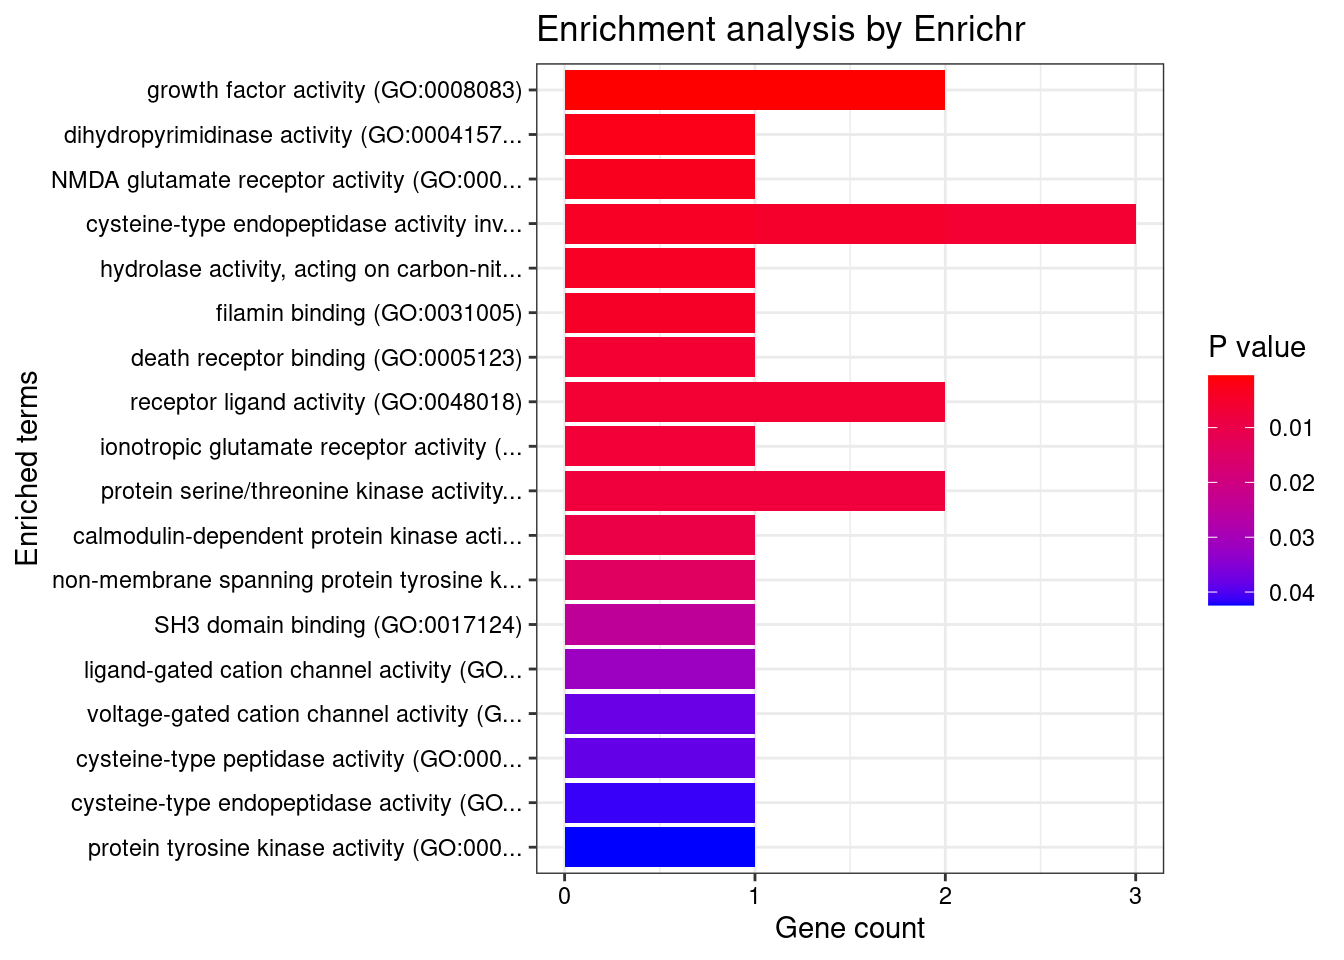 Enrichment analysis by Enrichr
growth factor activity (GO:0008083)
dihydropyrimidinase activity (GO:0004157...
NMDA glutamate receptor activity (GO:000...
cysteine-type endopeptidase activity inv...
hydrolase activity, acting on carbon-nit...
filamin binding (GO:0031005)
death receptor binding (GO:0005123)
receptor ligand activity (GO:0048018)
ionotropic glutamate receptor activity (...
protein serine/threonine kinase activity...
calmodulin-dependent protein kinase acti...
non-membrane spanning protein tyrosine k...
SH3 domain binding (GO:0017124)
ligand-gated cation channel activity (GO...
voltage-gated cation channel activity (G...
cysteine-type peptidase activity (GO:000...
cysteine-type endopeptidase activity (GO...
protein tyrosine kinase activity (GO:000...
Enriched terms
0 1 2 3
Gene count
P value
0.01
0.02
0.03
0.04